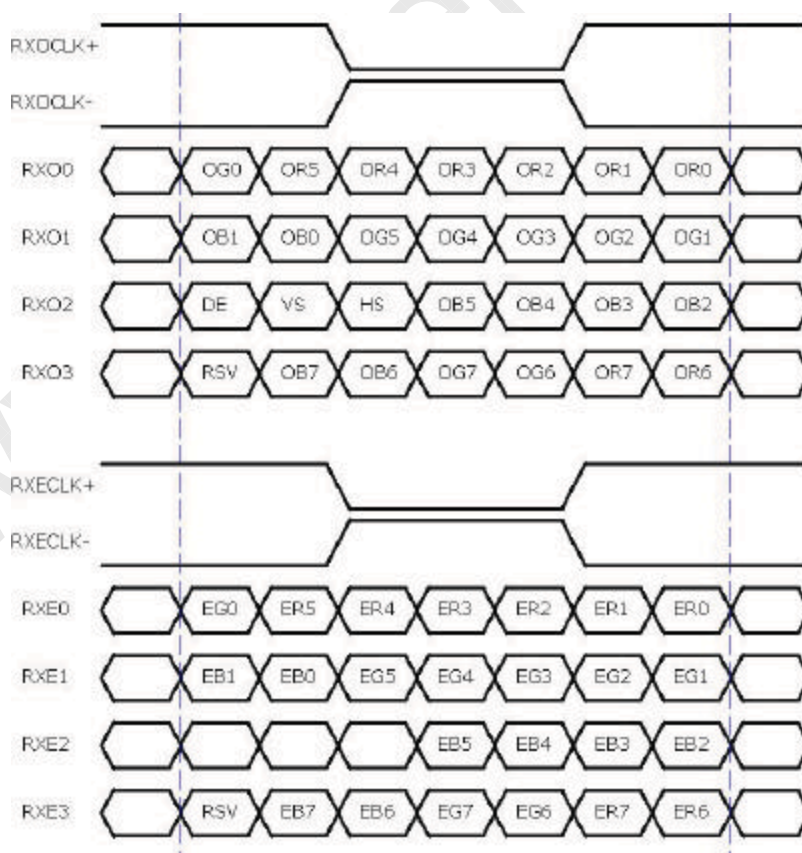 RXOCLK+
RXOCLK-
RXO0 OG0 OR5 OR4 OR3 OR2 OR1 OR0
RXO1 OB1 OB0 OG5 OG4 OG3 OG2 OG1
RXO2 DE VS HS OB5 OB4 OB3 OB2
RXO3 RSV OB7 OB6 OG7 OG6 OR7 OR6
RXECLK+
RXECLK-
RXE0 EG0 ER5 ER4 ER3 ER2 ER1 ER0
RXE1 EB1 EB0 EG5 EG4 EG3 EG2 EG1
RXE2 EB5 EB4 EB3 EB2
RXE3 RSV EB7 EB6 EG7 EG6 ER7 ER6